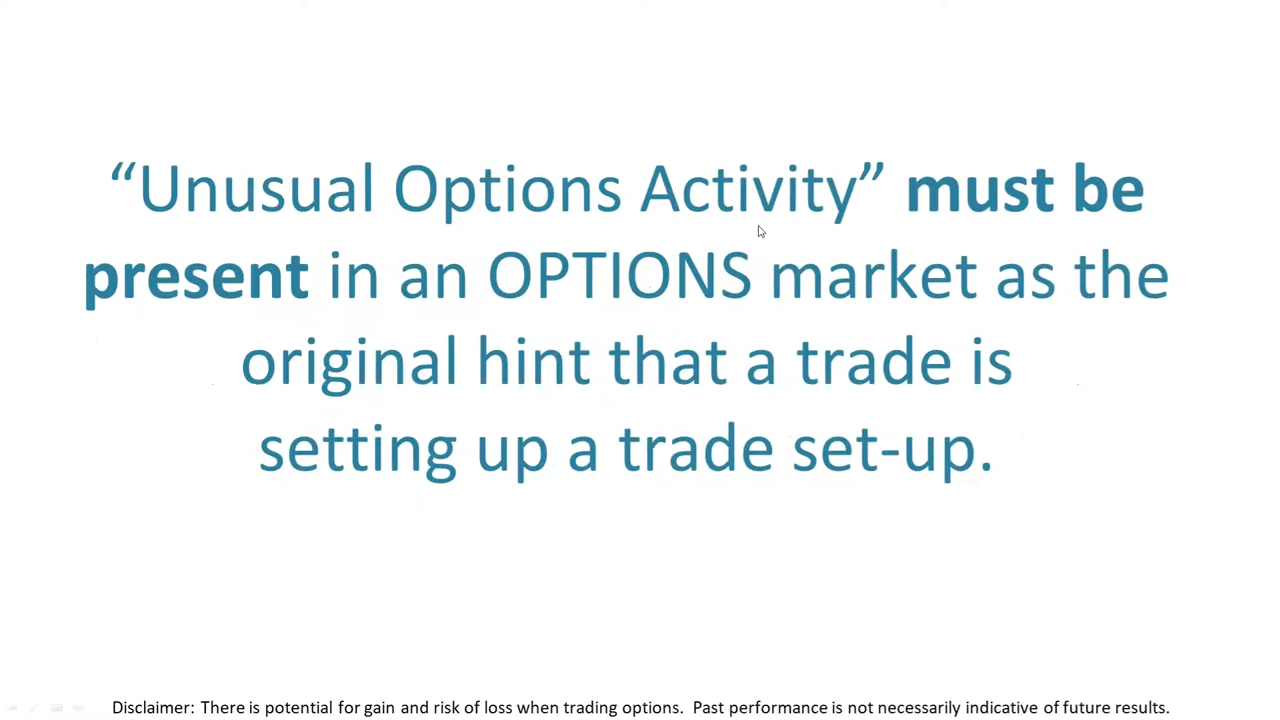 “Unusual Options Activity” must be
present in an OPTIONS market as the
original hint that a trade is
setting up a trade set-up.
Disclaimer: There is potential for gain and risk of loss when trading options.  Past performance is not necessarily indicative of future results.